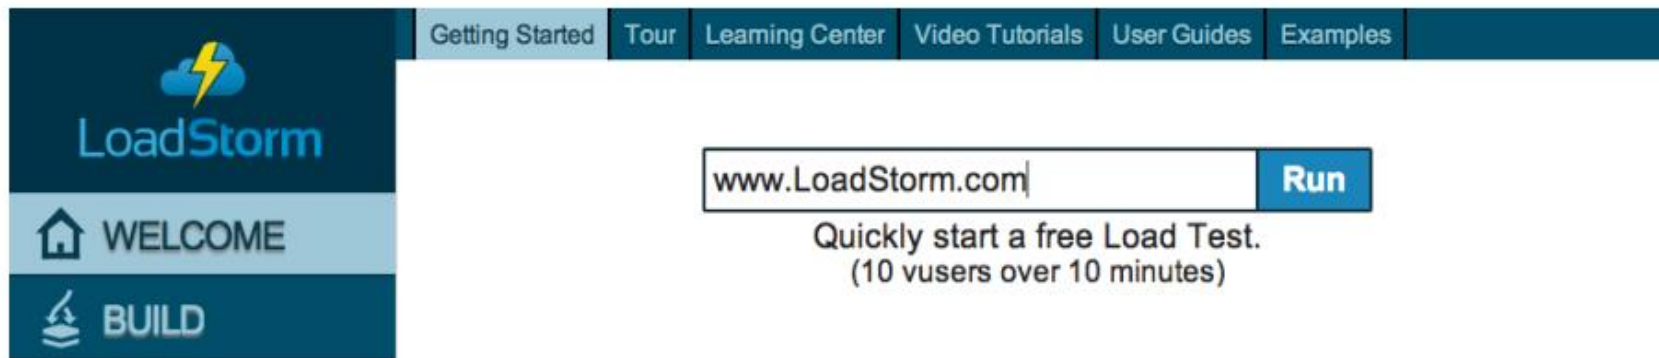 Getting Started Tour Learning Center Video Tutorials User Guides Examples
LoadStorm
www.LoadStorm.com Run
Quickly start a free Load Test.
(10 vusers over 10 minutes)
WELCOME
BUILD